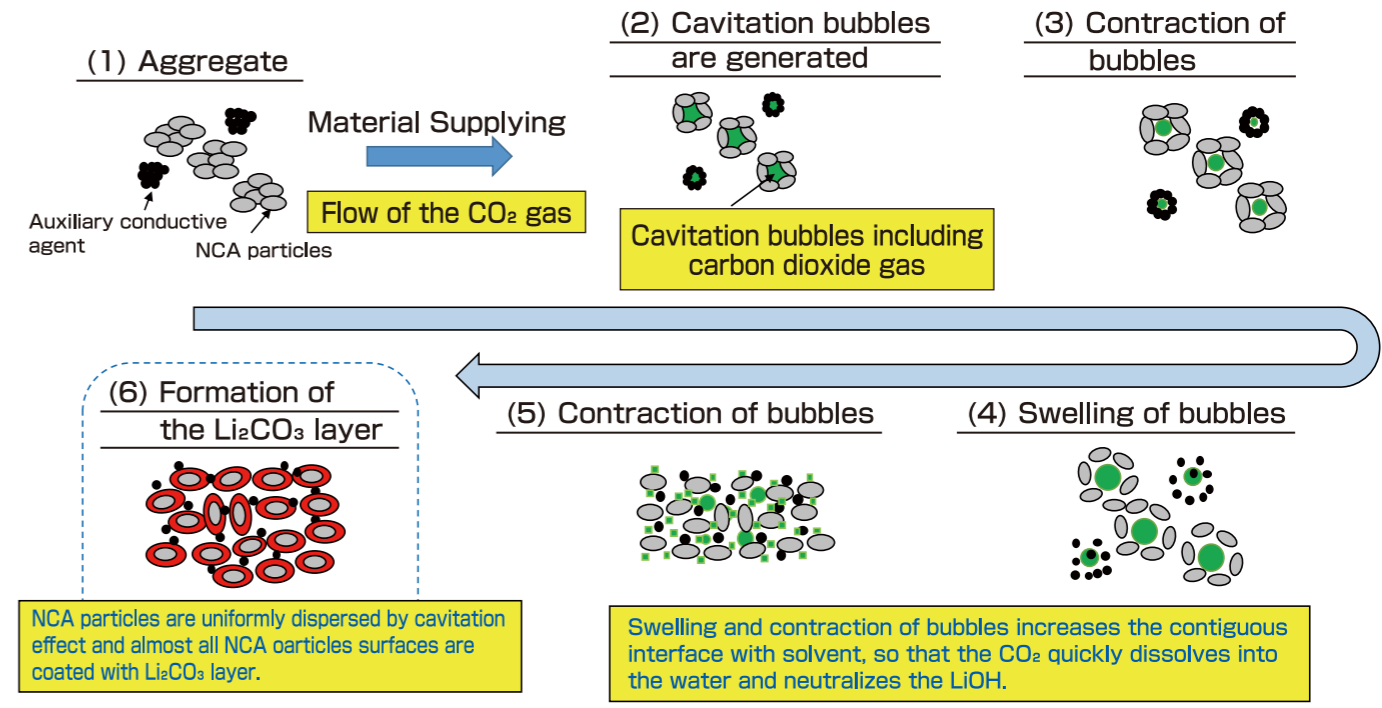 (1) Aggregate
Auxiliary conductive
agent
NCA particles
Material Supplying
Flow of the CO₂ gas
(2) Cavitation bubbles
are generated
Cavitation bubbles including
carbon dioxide gas
(3) Contraction of
bubbles
(4) Swelling of bubbles
(5) Contraction of bubbles
Swelling and contraction of bubbles increases the contiguous
interface with solvent, so that the CO₂ quickly dissolves into
the water and neutralizes the LiOH.
(6) Formation of
the Li₂CO₃ layer
NCA particles are uniformly dispersed by cavitation
effect and almost all NCA oarticles surfaces are
coated with Li₂CO₃ layer.